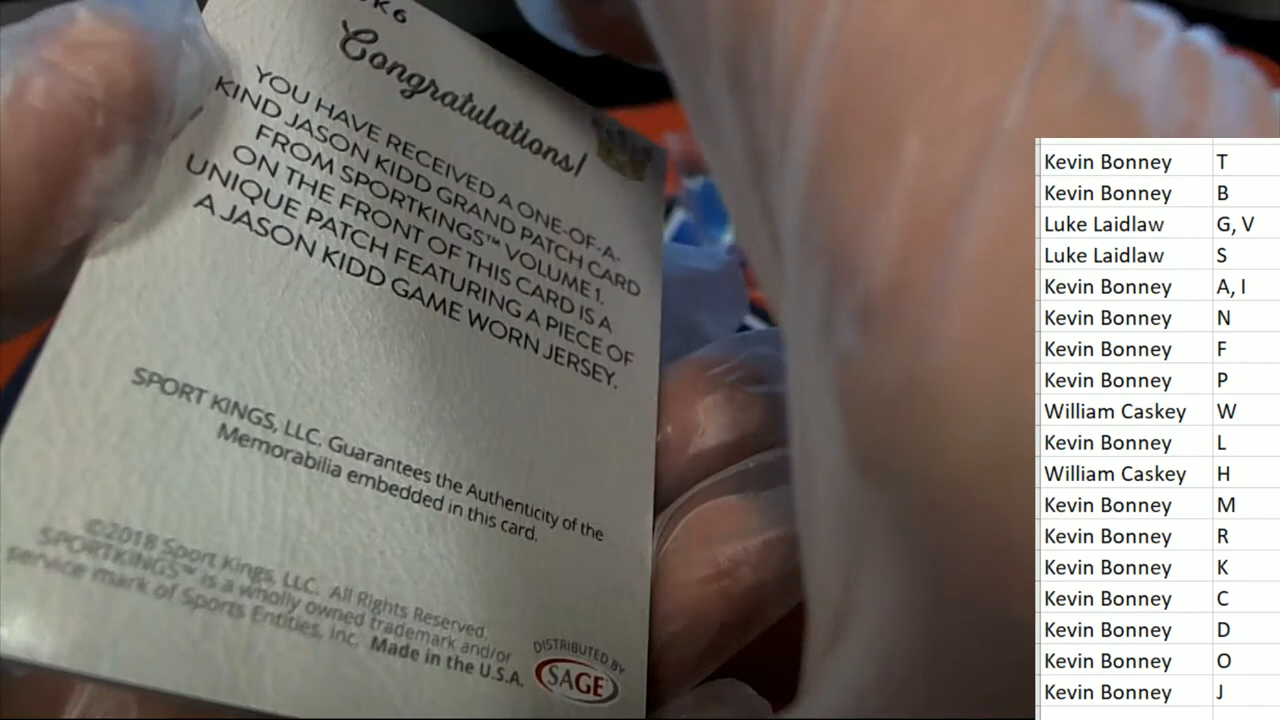 K6
Congratulations!
YOU HAVE RECEIVED A ONE-OF-A-
KIND JASON KIDD GRAND PATCH CARD
FROM SPORTKINGS™ VOLUME 1.
ON THE FRONT OF THIS CARD IS A
UNIQUE PATCH FEATURING A PIECE OF
A JASON KIDD GAME WORN JERSEY.
SPORT KINGS, LLC. Guarantees the Authenticity of the
Memorabilia embedded in this card.
©2018 Sport Kings, LLC. All Rights Reserved.
SPORTKINGS™ is a wholly owned trademark and/or
service mark of Sports Entities, Inc. Made in the U.S.A.
DISTRIBUTED BY
SAGE
Kevin Bonney T
Kevin Bonney B
Luke Laidlaw G, V
Luke Laidlaw S
Kevin Bonney A, I
Kevin Bonney N
Kevin Bonney F
Kevin Bonney P
William Caskey W
Kevin Bonney L
William Caskey H
Kevin Bonney M
Kevin Bonney R
Kevin Bonney K
Kevin Bonney C
Kevin Bonney D
Kevin Bonney O
Kevin Bonney J